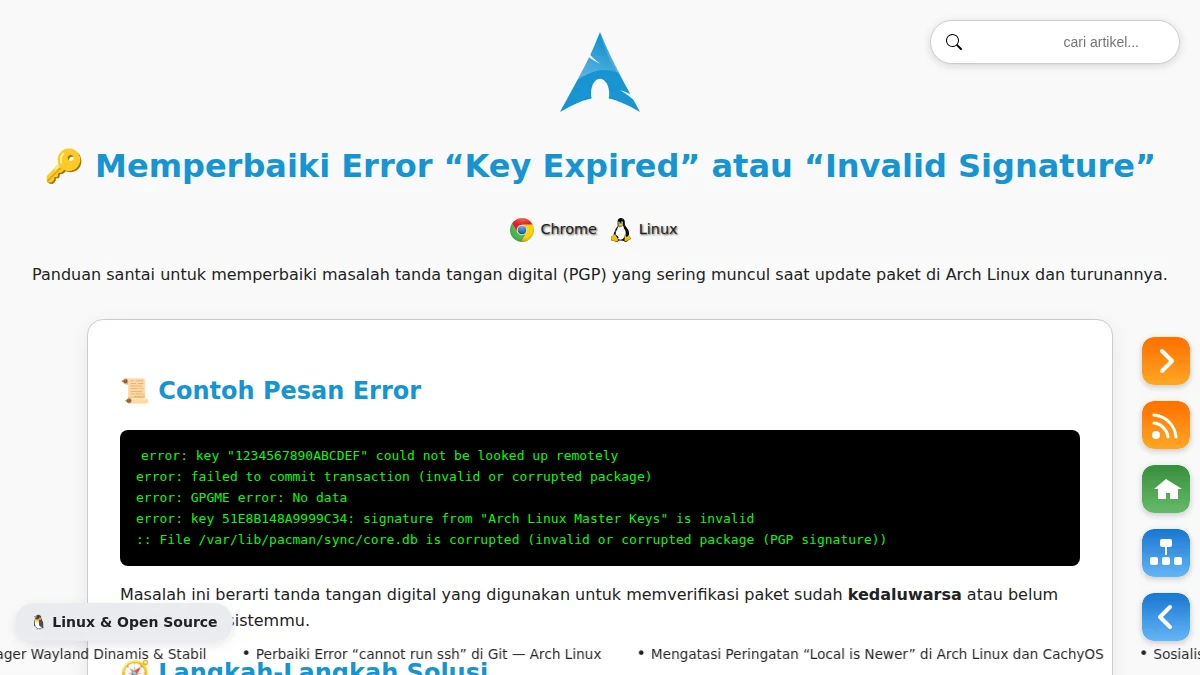 cari artikel...
🔑 Memperbaiki Error “Key Expired” atau “Invalid Signature”
Chrome Linux
Panduan santai untuk memperbaiki masalah tanda tangan digital (PGP) yang sering muncul saat update paket di Arch Linux dan turunannya.
📜 Contoh Pesan Error
error: key "1234567890ABCDEF" could not be looked up remotely
error: failed to commit transaction (invalid or corrupted package)
error: GPGME error: No data
error: key 51E8B148A9999C34: signature from "Arch Linux Master Keys" is invalid
:: File /var/lib/pacman/sync/core.db is corrupted (invalid or corrupted package (PGP signature))
Masalah ini berarti tanda tangan digital yang digunakan untuk memverifikasi paket sudah kedaluwarsa atau belum
sistemmu.
🐧 Linux & Open Source
Wayland Dinamis & Stabil • Perbaiki Error “cannot run ssh” di Git — Arch Linux • Mengatasi Peringatan “Local is Newer” di Arch Linux dan CachyOS •
🧭 Langkah-Langkah Solusi